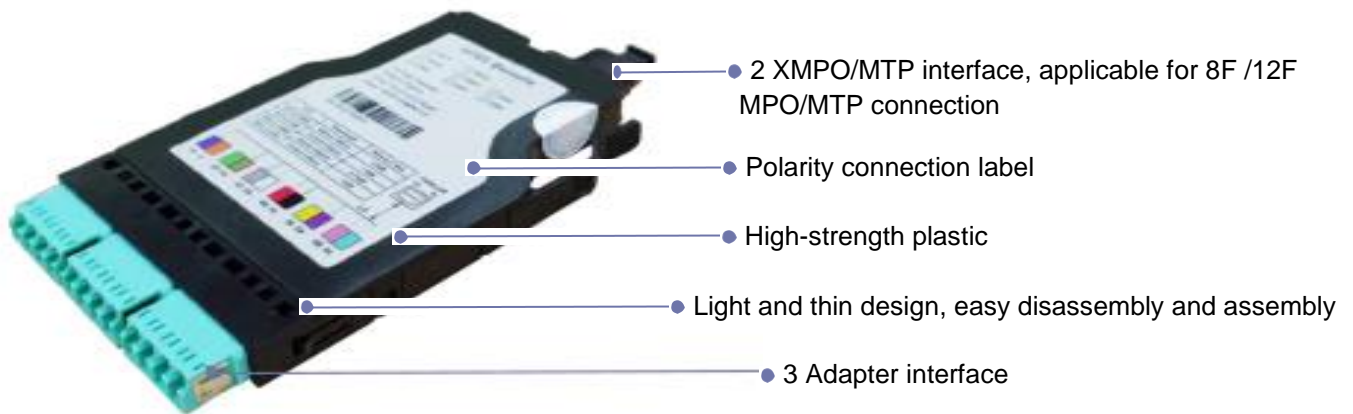 2 XMPO/MTP interface, applicable for 8F /12F
MPO/MTP connection
Polarity connection label
High-strength plastic
Light and thin design, easy disassembly and assembly
3 Adapter interface